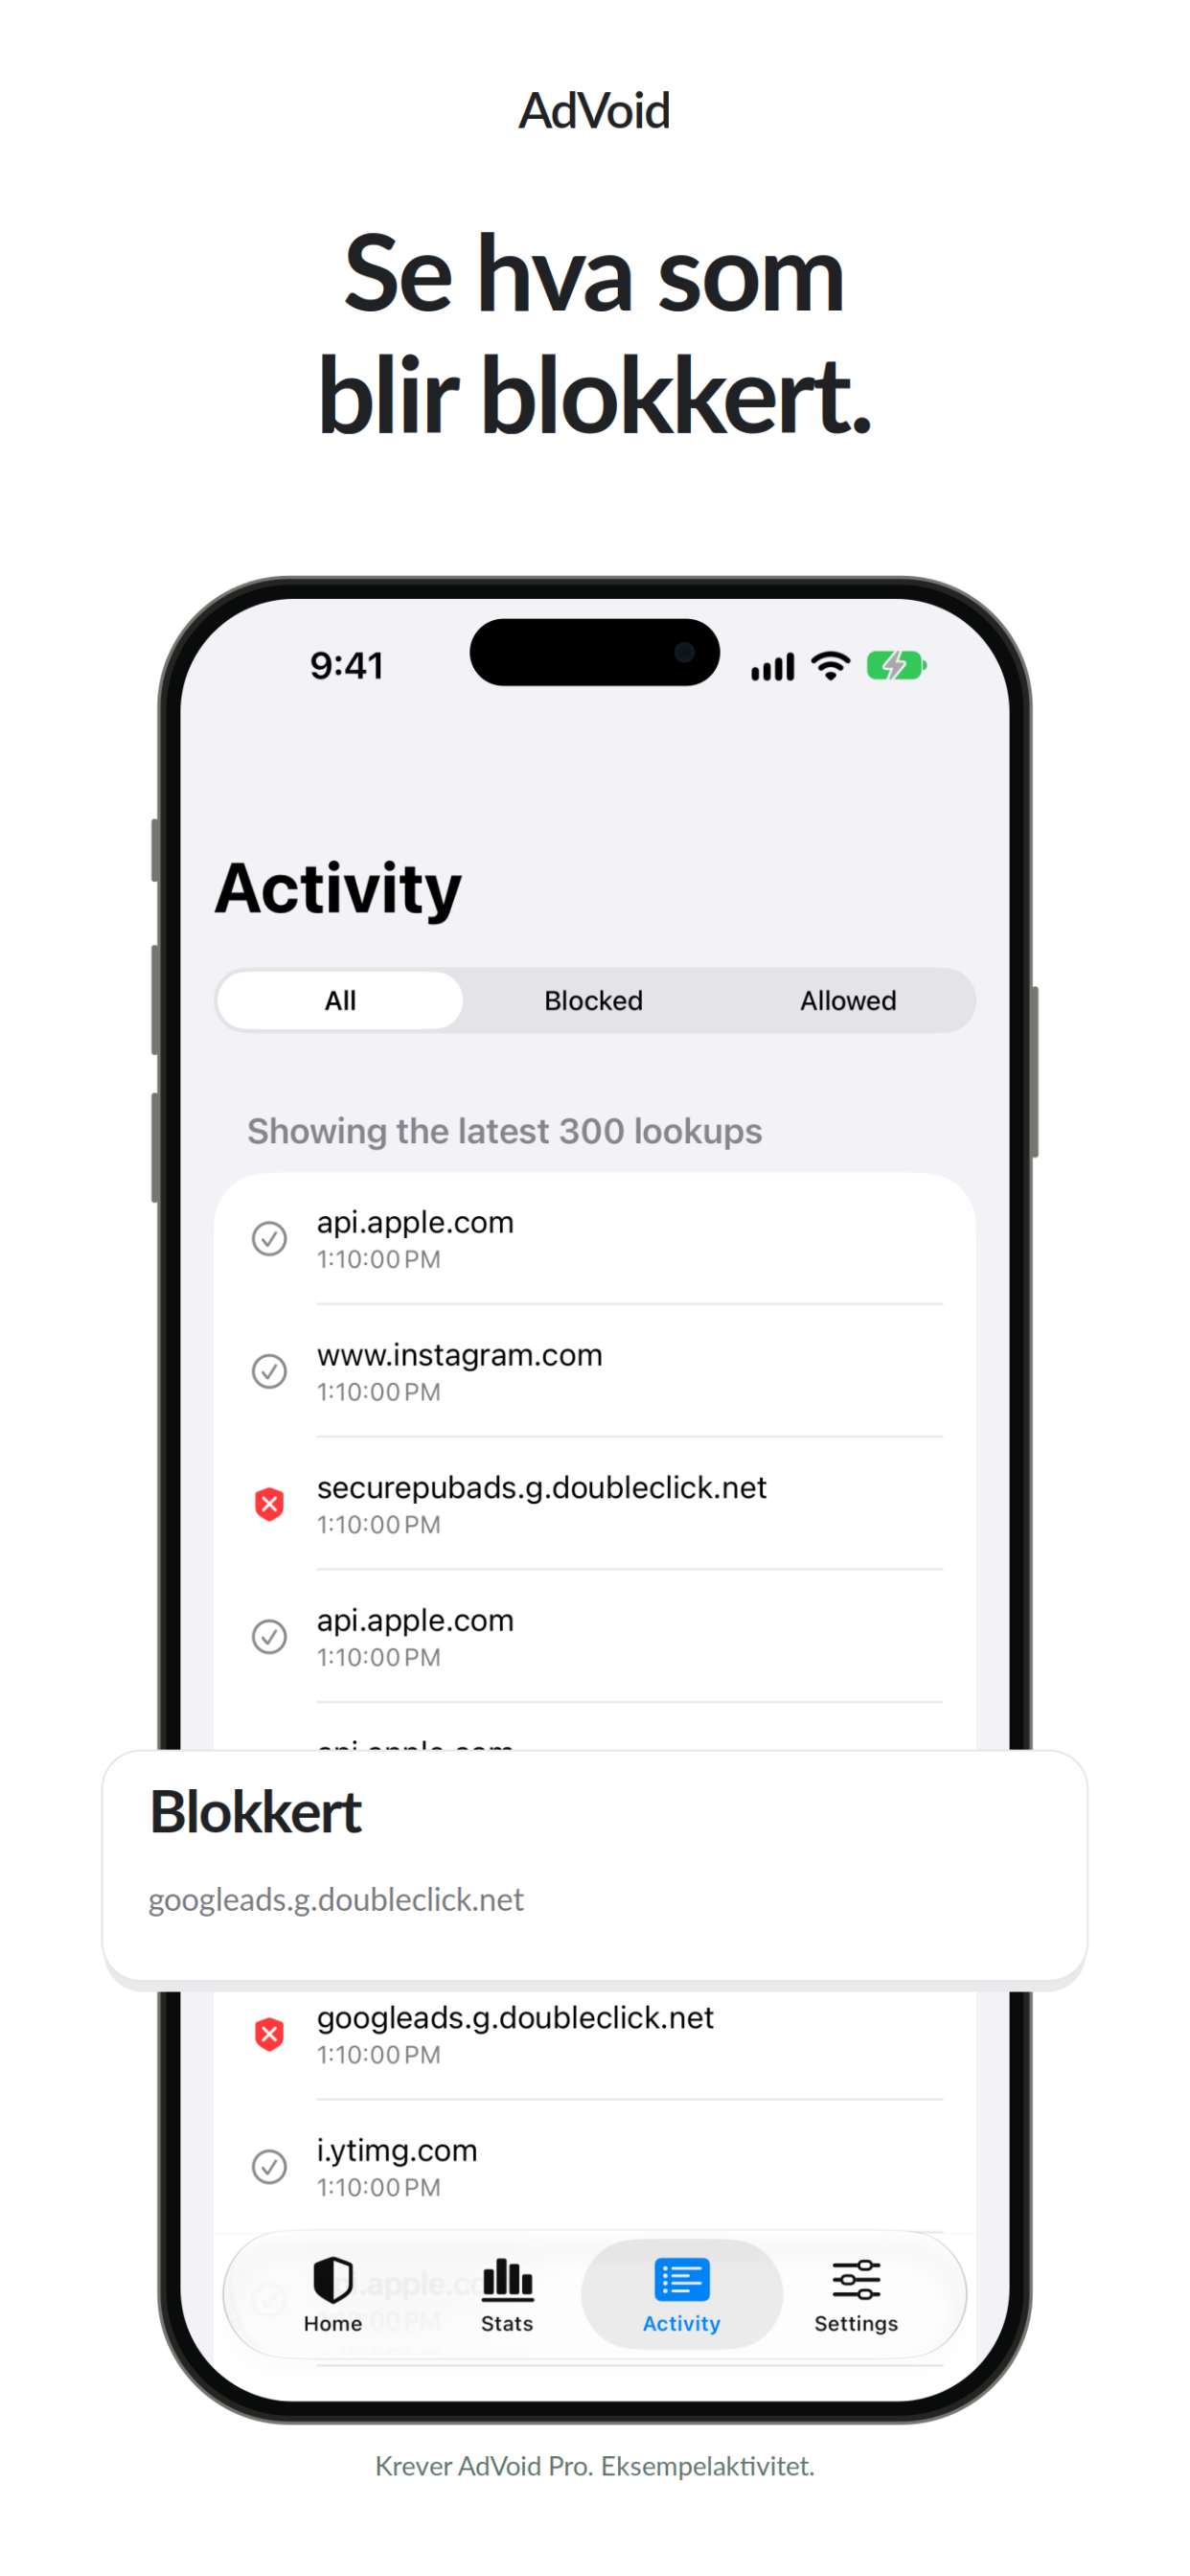 AdVoid
Se hva som
blir blokkert.
9:41
Activity
All
Blocked
Allowed
Showing the latest 300 lookups
api.apple.com
1:10:00 PM
www.instagram.com
1:10:00 PM
securepubads.g.doubleclick.net
1:10:00 PM
api.apple.com
1:10:00 PM
api.apple.com
Blokkert
googleads.g.doubleclick.net
googleads.g.doubleclick.net
1:10:00 PM
i.ytimg.com
1:10:00 PM
Home
Stats
Activity
Settings
Krever AdVoid Pro. Eksempelaktivitet.